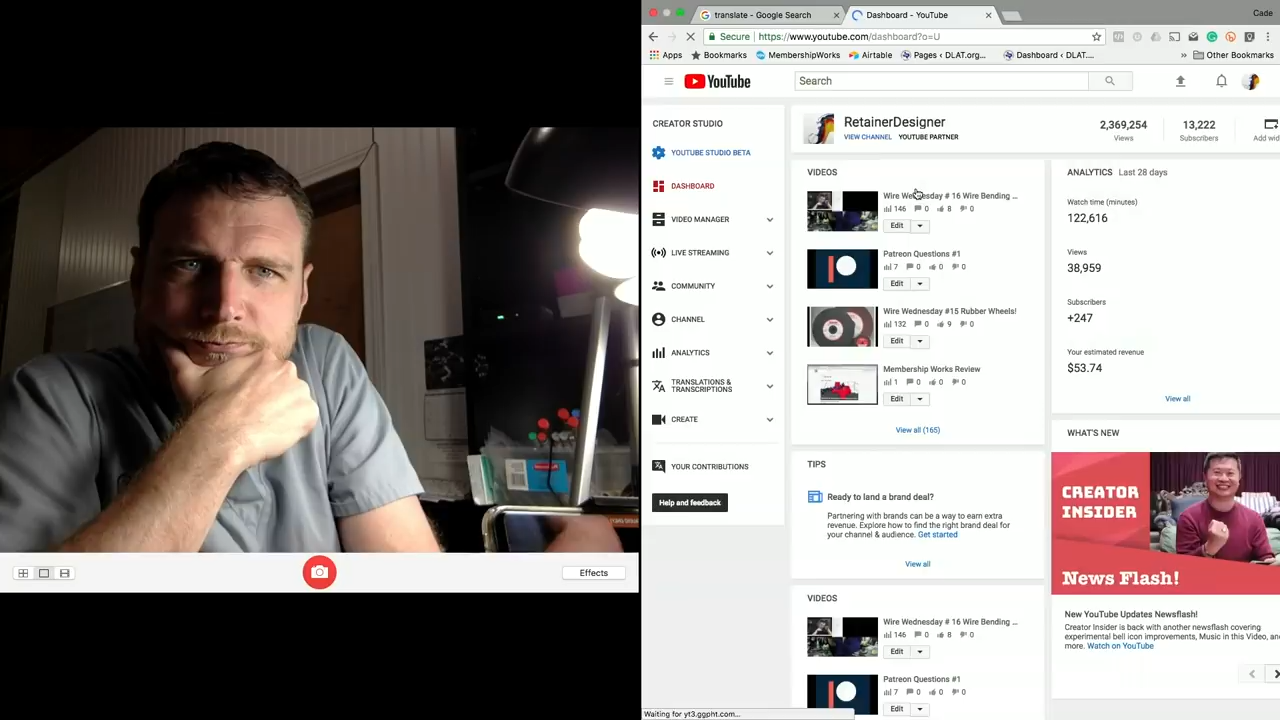 translate - Google Search
Dashboard - YouTube
Cade
Secure
https://www.youtube.com/dashboard?o=U
Apps
Bookmarks
MembershipWorks
Airtable
Pages ‹ DLAT.org...
Dashboard ‹ DLAT....
»
Other Bookmarks
YouTube
Search
CREATOR STUDIO
YOUTUBE STUDIO BETA
DASHBOARD
VIDEO MANAGER
LIVE STREAMING
COMMUNITY
CHANNEL
ANALYTICS
TRANSLATIONS &
TRANSCRIPTIONS
CREATE
YOUR CONTRIBUTIONS
Help and feedback
RetainerDesigner
VIEW CHANNEL
YOUTUBE PARTNER
2,369,254
Views
13,222
Subscribers
Add wid
VIDEOS
Wire Wednesday # 16 Wire Bending ...
146 0 8 0
Edit
Patreon Questions #1
7 0 0 0
Edit
Wire Wednesday #15 Rubber Wheels!
132 0 9 0
Edit
Membership Works Review
1 0 0 0
Edit
View all (165)
TIPS
Ready to land a brand deal?
Partnering with brands can be a way to earn extra
revenue. Explore how to find the right brand deal for
your channel & audience. Get started
View all
VIDEOS
Wire Wednesday # 16 Wire Bending ...
146 0 8 0
Edit
Patreon Questions #1
7 0 0 0
Edit
ANALYTICS Last 28 days
Watch time (minutes)
122,616
Views
38,959
Subscribers
+247
Your estimated revenue
$53.74
View all
WHAT'S NEW
CREATOR
INSIDER
News Flash!
New YouTube Updates Newsflash!
Creator Insider is back with another newsflash covering
experimental bell icon improvements, Music in this Video, and
more. Watch on YouTube
Effects
Waiting for yt3.ggpht.com...